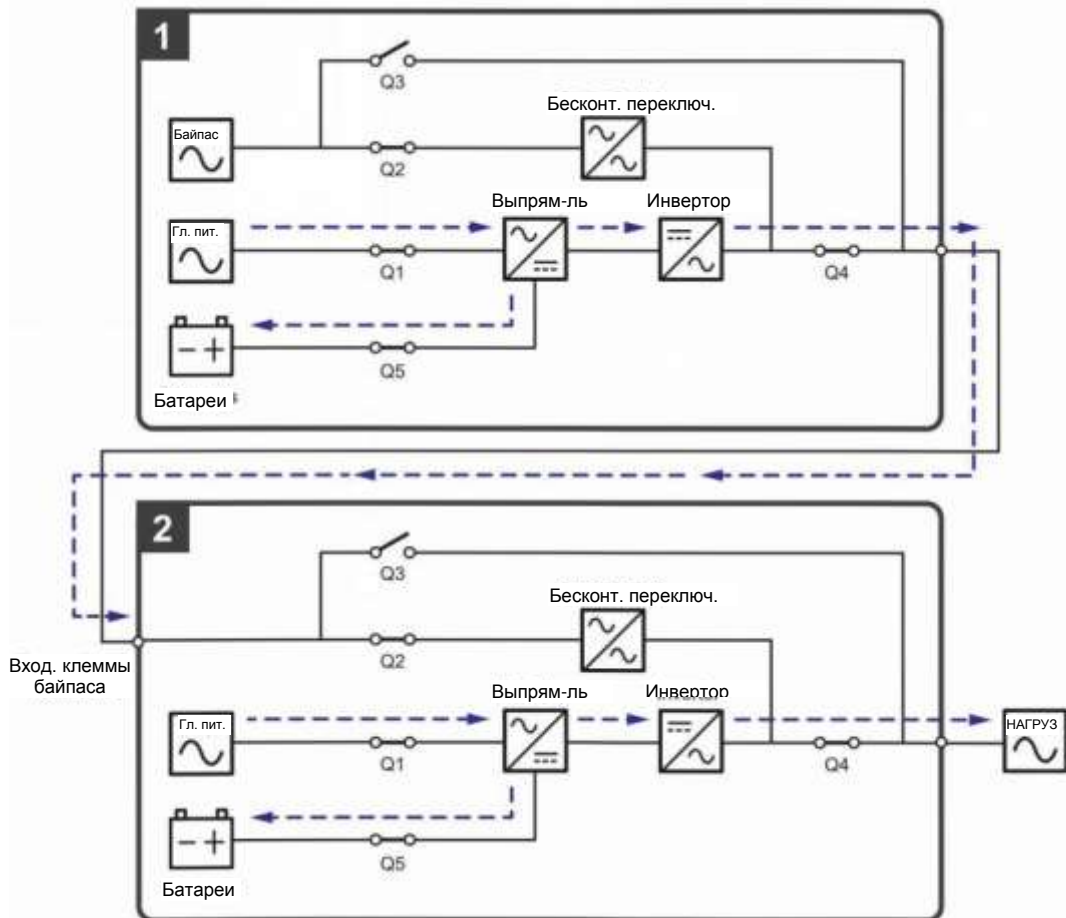 1
Q3
Бесконт. переключ.
Байпас
Q2
Выпрям-ль
Инвертор
Гл. пит.
Q1
Q4
Q5
Батареи
2
Q3
Бесконт. переключ.
Q2
Вход. клеммы
байпаса
Выпрям-ль
Инвертор
Гл. пит.
НАГРУЗ
Q1
Q4
Q5
Батареи